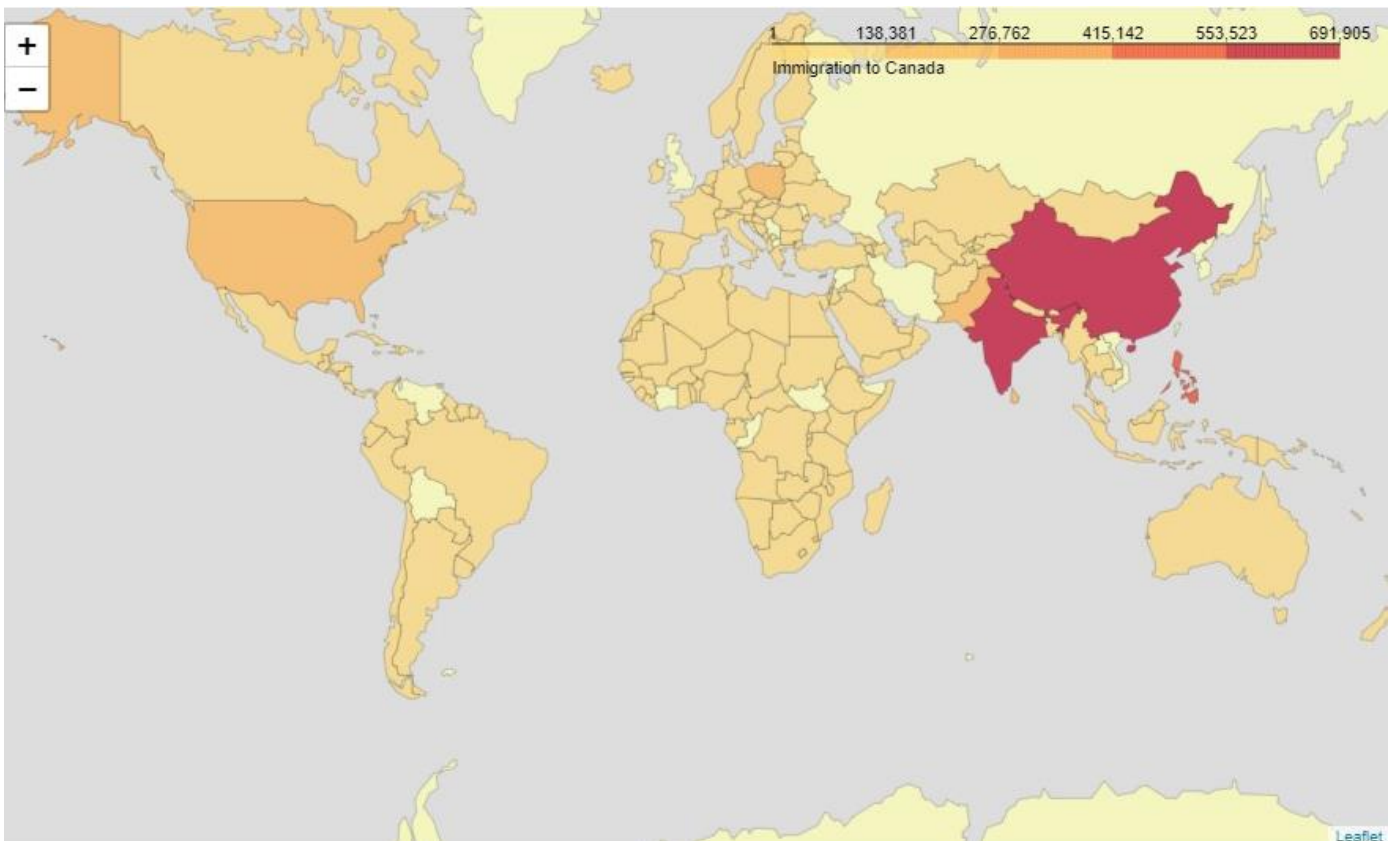 +
−
1 138,381 276,762 415,142 553,523 691,905
Immigration to Canada
Leaflet